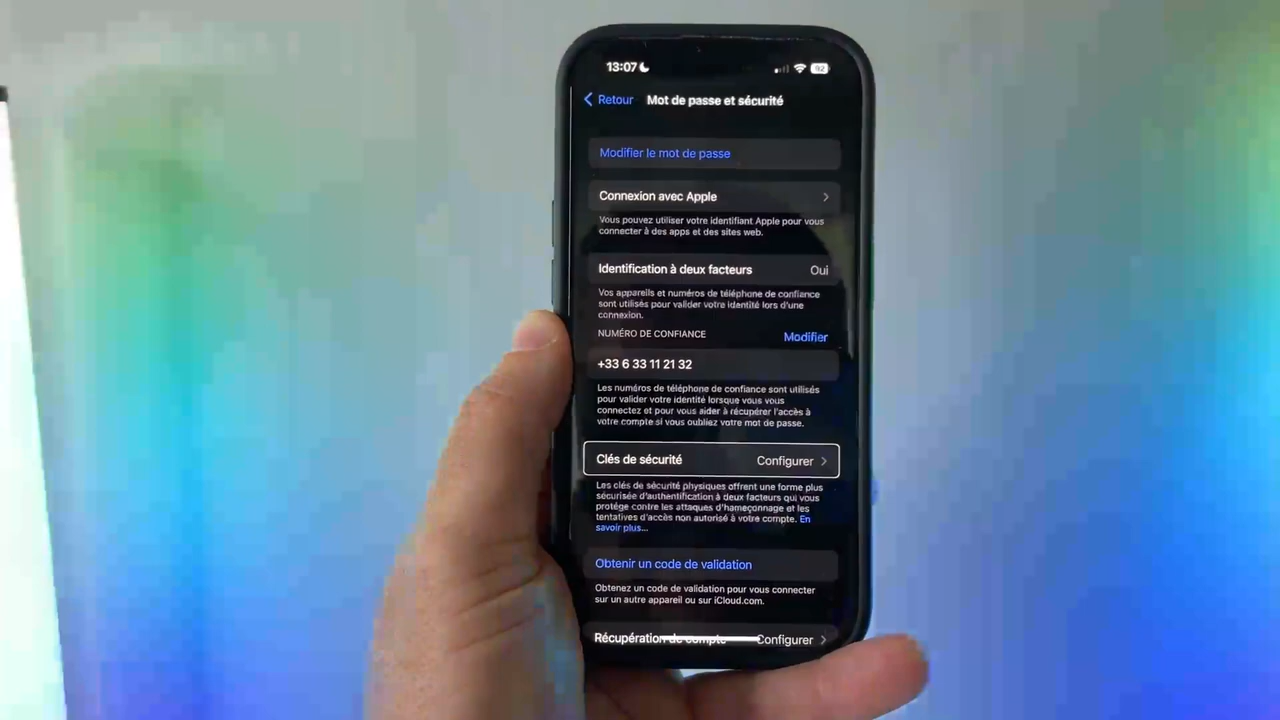 13:07
92
Retour
Mot de passe et sécurité
Modifier le mot de passe
Connexion avec Apple
Vous pouvez utiliser votre identifiant Apple pour vous
connecter à des apps et des sites web.
Identification à deux facteurs Oui
Vos appareils et numéros de téléphone de confiance
sont utilisés pour valider votre identité lors d'une
connexion.
NUMÉRO DE CONFIANCE Modifier
+33 6 33 11 21 32
Les numéros de téléphone de confiance sont utilisés
pour valider votre identité lorsque vous vous
connectez et pour vous aider à récupérer l'accès à
votre compte si vous oubliez votre mot de passe.
Clés de sécurité Configurer
Les clés de sécurité physiques offrent une forme plus
sécurisée d'authentification à deux facteurs qui vous
protège contre les attaques d'hameçonnage et les
tentatives d'accès non autorisé à votre compte. En
savoir plus...
Obtenir un code de validation
Obtenez un code de validation pour vous connecter
sur un autre appareil ou sur iCloud.com.
Récupération de compte Configurer